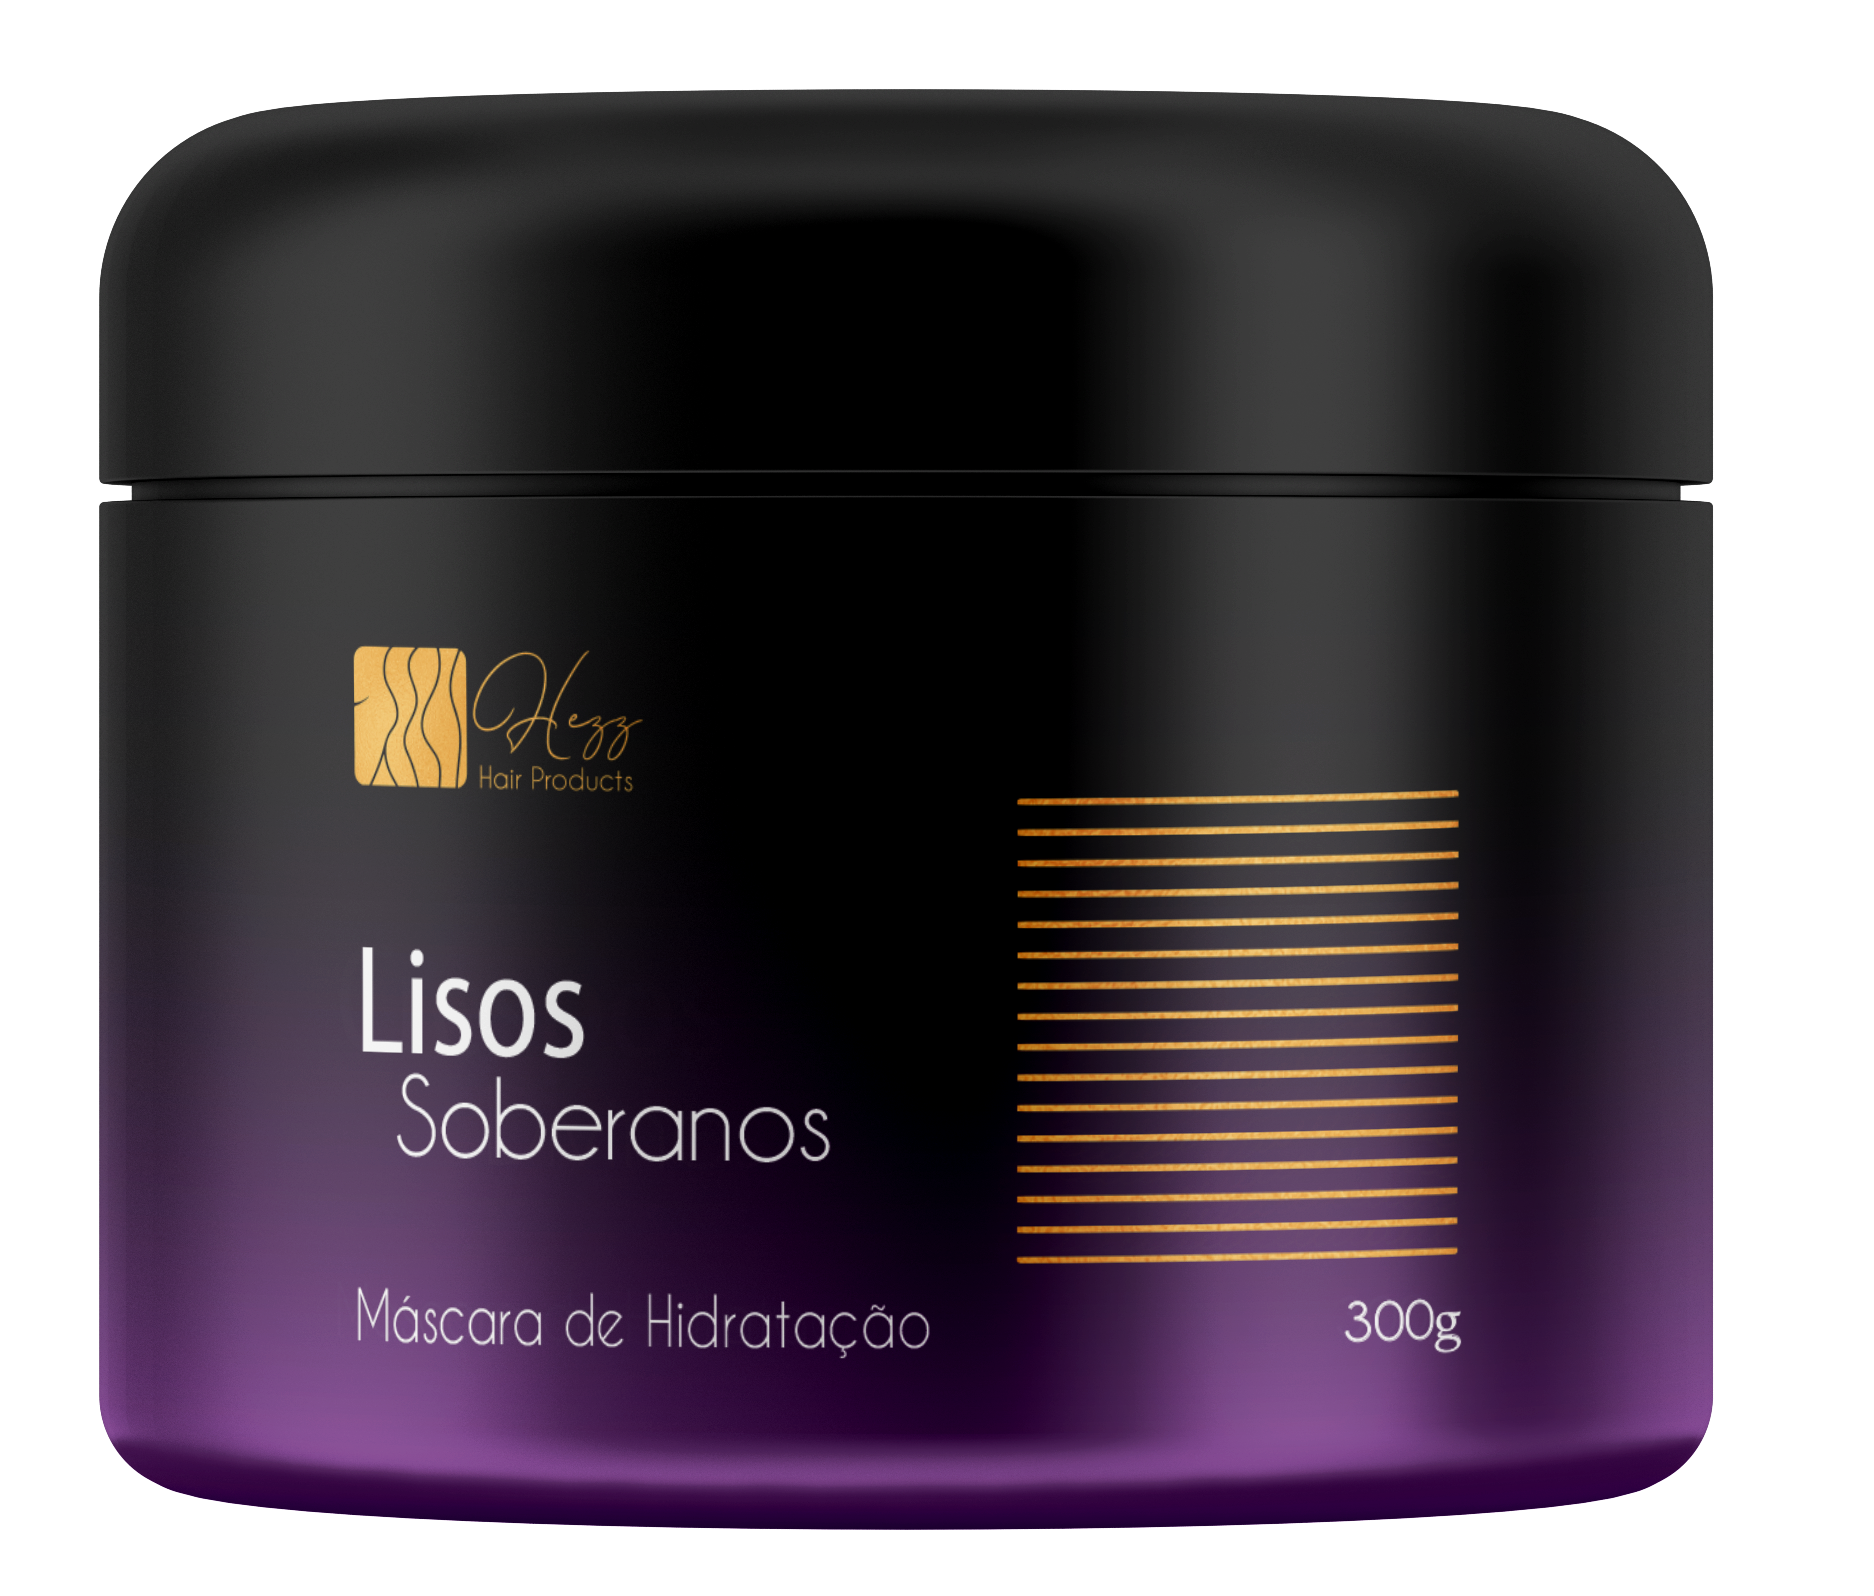 Hezz
Hair Products
Lisos
Soberanos
Máscara de Hidratação
300g